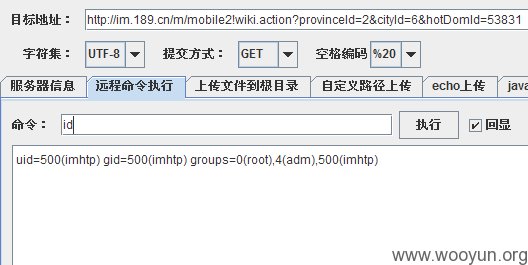 目标地址： http://im.189.cn/m/mobile2!wiki.action?provinceId=2&cityId=6&hotDomId=53831
字符集： UTF-8 提交方式： GET 空格编码 %20
服务器信息 远程命令执行 上传文件到根目录 自定义路径上传 echo上传 java
命令： id 执行 回显
uid=500(imhtp) gid=500(imhtp) groups=0(root),4(adm),500(imhtp)
www.wooyun.org